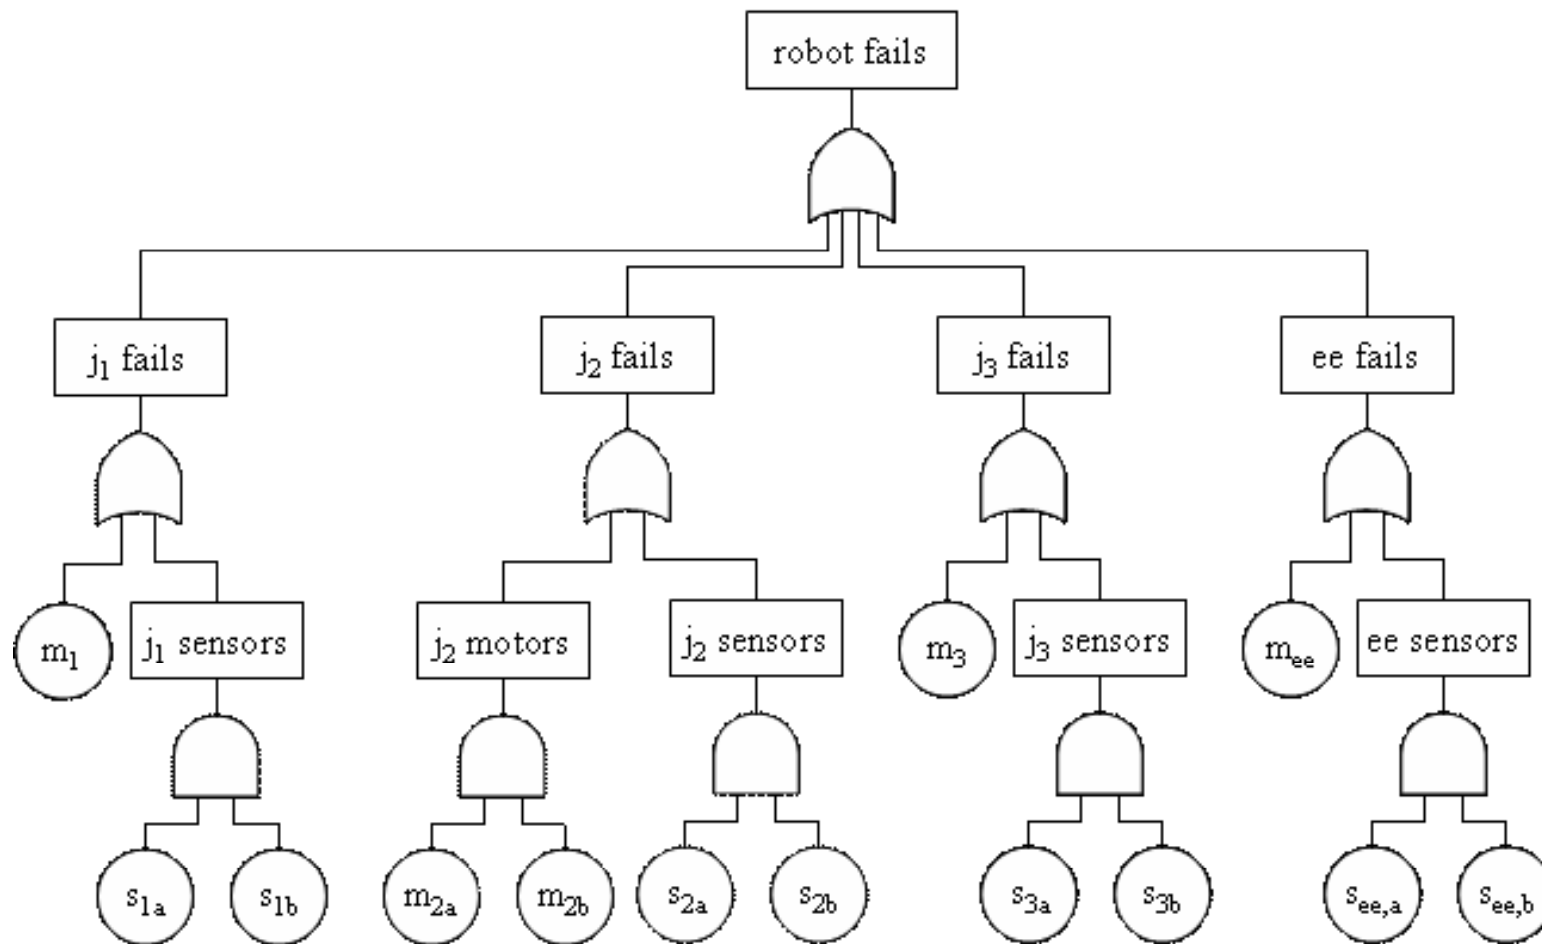 robot fails
j1 fails
j2 fails
j3 fails
ee fails
m1
j1 sensors
j2 motors
j2 sensors
m3
j3 sensors
mee
ee sensors
s1a
s1b
m2a
m2b
s2a
s2b
s3a
s3b
see,a
see,b